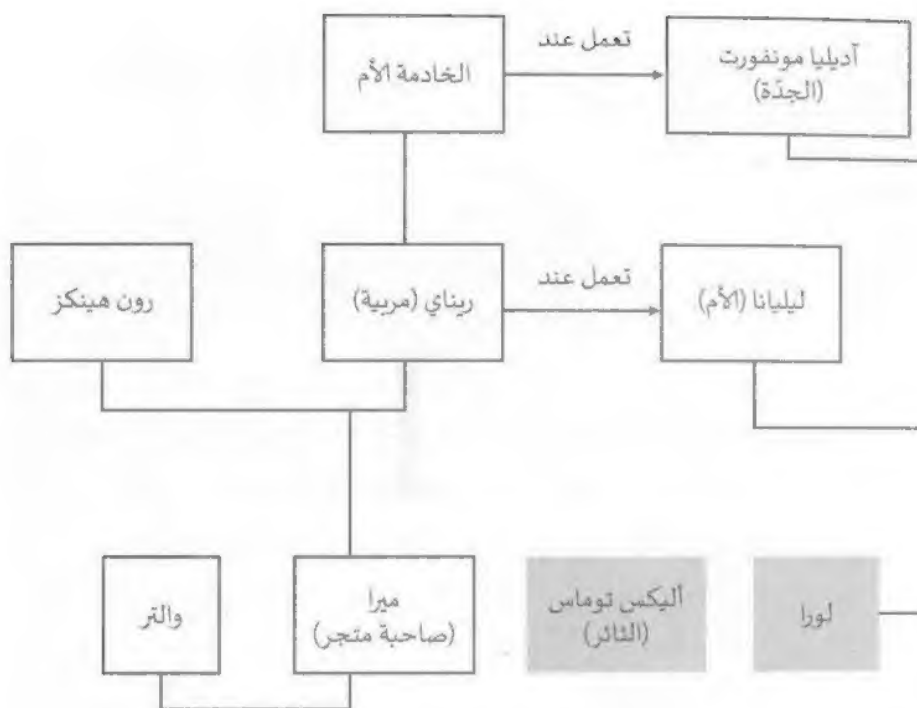 آديليا مونفورت
(الجدّة)
تعمل عند
الخادمة الأم
ليليانا (الأم)
تعمل عند
ريناي (مربية)
رون هينكز
لورا
أليكس توماس
(الثائر)
ميرا
(صاحبة متجر)
والتر